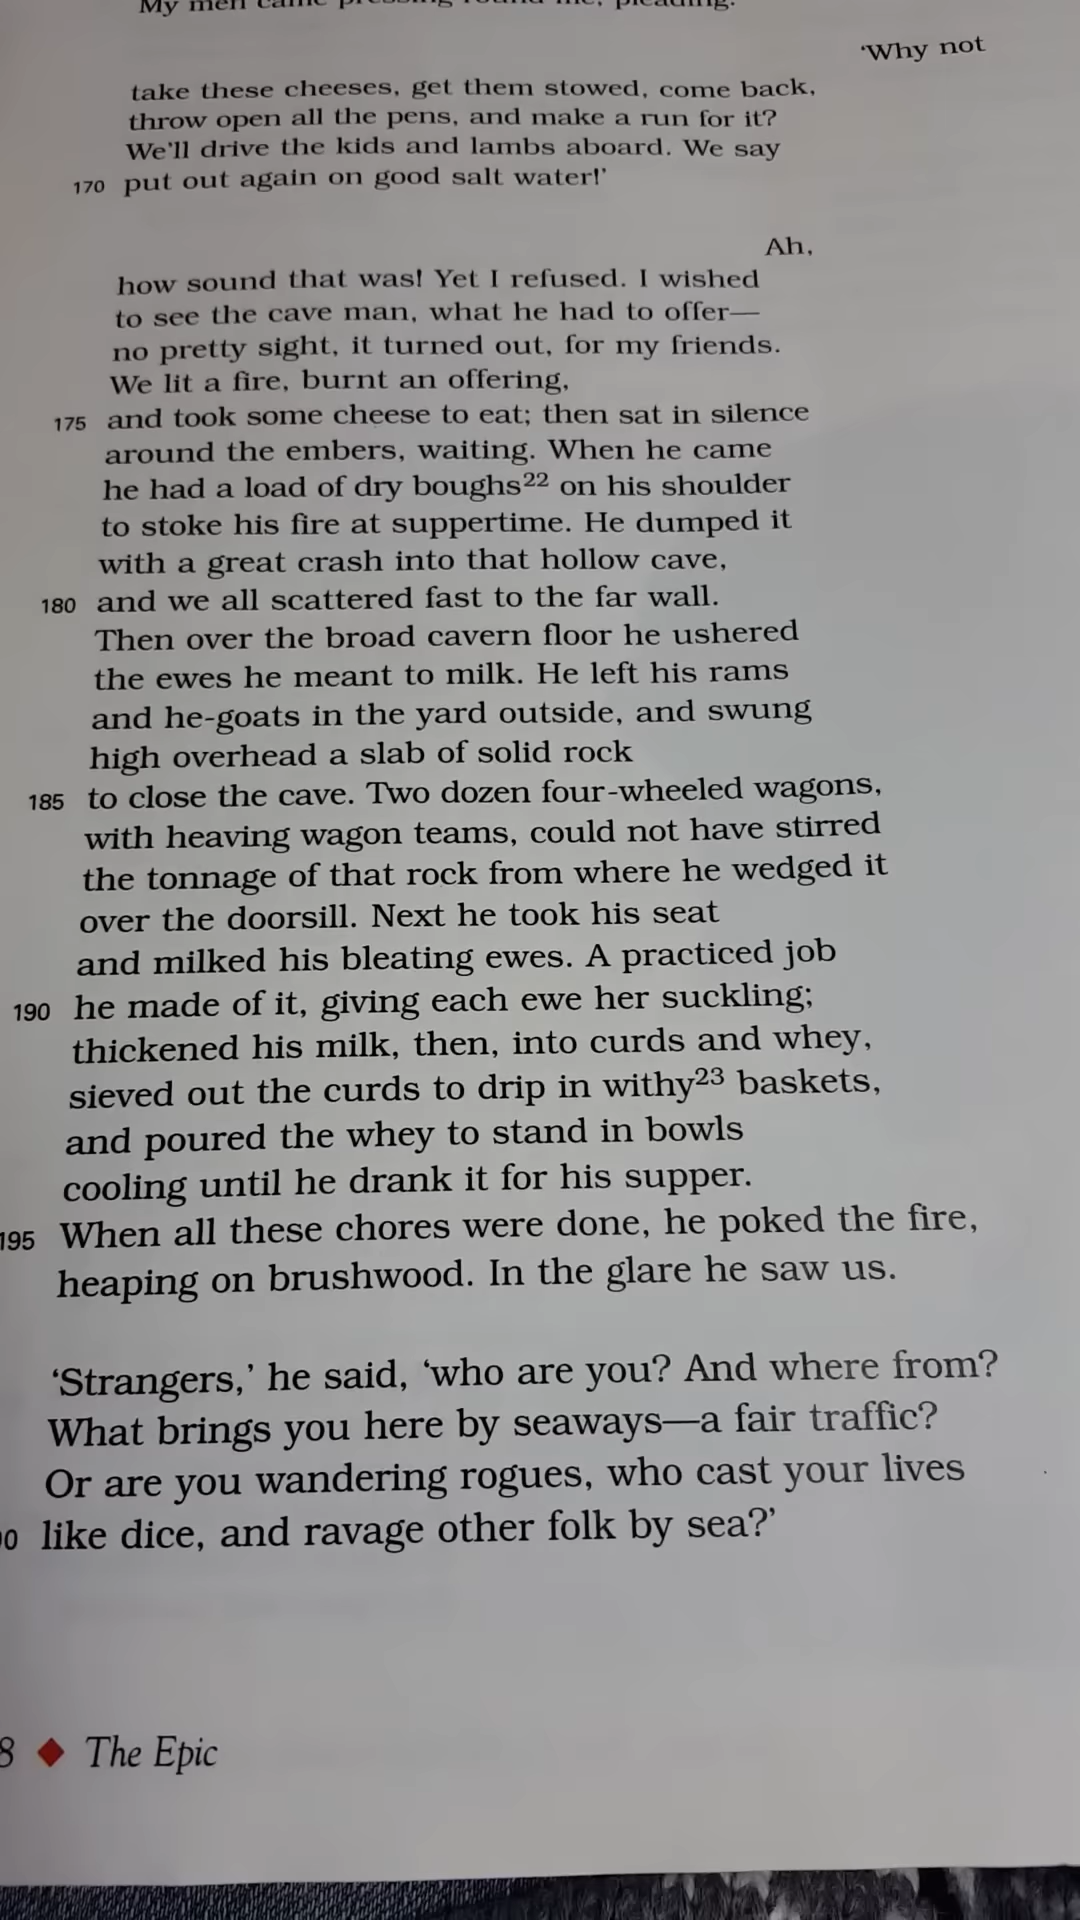 My men came pressing round me, pleading:
'Why not
take these cheeses, get them stowed, come back,
throw open all the pens, and make a run for it?
We'll drive the kids and lambs aboard. We say
170 put out again on good salt water!'
Ah,
how sound that was! Yet I refused. I wished
to see the cave man, what he had to offer—
no pretty sight, it turned out, for my friends.
We lit a fire, burnt an offering,
175 and took some cheese to eat; then sat in silence
around the embers, waiting. When he came
he had a load of dry boughs22 on his shoulder
to stoke his fire at suppertime. He dumped it
with a great crash into that hollow cave,
180 and we all scattered fast to the far wall.
Then over the broad cavern floor he ushered
the ewes he meant to milk. He left his rams
and he-goats in the yard outside, and swung
high overhead a slab of solid rock
185 to close the cave. Two dozen four-wheeled wagons,
with heaving wagon teams, could not have stirred
the tonnage of that rock from where he wedged it
over the doorsill. Next he took his seat
and milked his bleating ewes. A practiced job
190 he made of it, giving each ewe her suckling;
thickened his milk, then, into curds and whey,
sieved out the curds to drip in withy23 baskets,
and poured the whey to stand in bowls
cooling until he drank it for his supper.
195 When all these chores were done, he poked the fire,
heaping on brushwood. In the glare he saw us.
'Strangers,' he said, 'who are you? And where from?
What brings you here by seaways—a fair traffic?
Or are you wandering rogues, who cast your lives
00 like dice, and ravage other folk by sea?'
8 ◆ The Epic